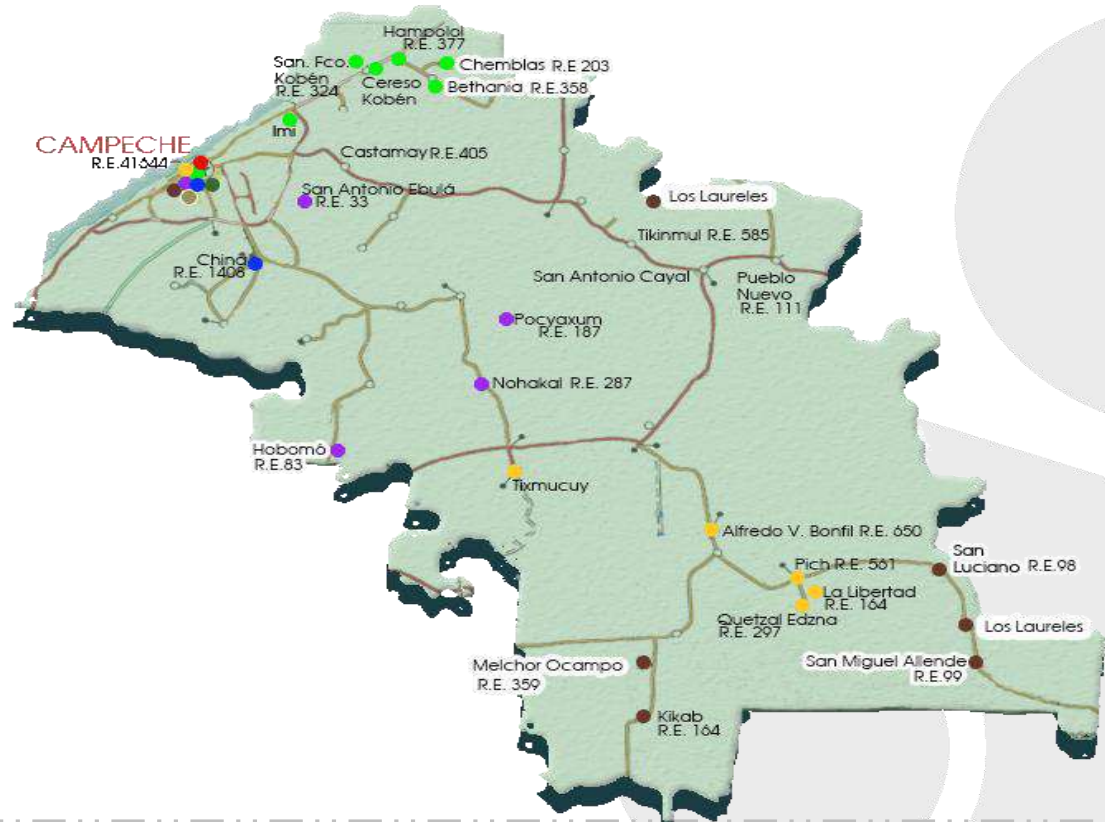 Hampolol
R.E. 377
San. Fco.
Kobén
R.E. 324
Cereso
Kobén
Chemblas R.E 203
Bethania R.E.358
Imi
CAMPECHE
R.E.41644
Castamay R.E.405
San Antonio Ebulá
R.E. 33
Los Laureles
Tikinmul R.E. 585
China
R.E. 1408
San Antonio Cayal
Pueblo
Nuevo
R.E. 111
Pocyaxum
R.E. 187
Nohakal R.E. 287
Hobomó
R.E.83
Tixmucuy
Alfredo V. Bonfil R.E. 650
Pich R.E. 561
San
Luciano R.E.98
La Libertad
R.E. 164
Quetzal Edzna
R.E. 297
Los Laureles
Melchor Ocampo
R.E. 359
San Miguel Allende
R.E.99
Kikab
R.E. 164